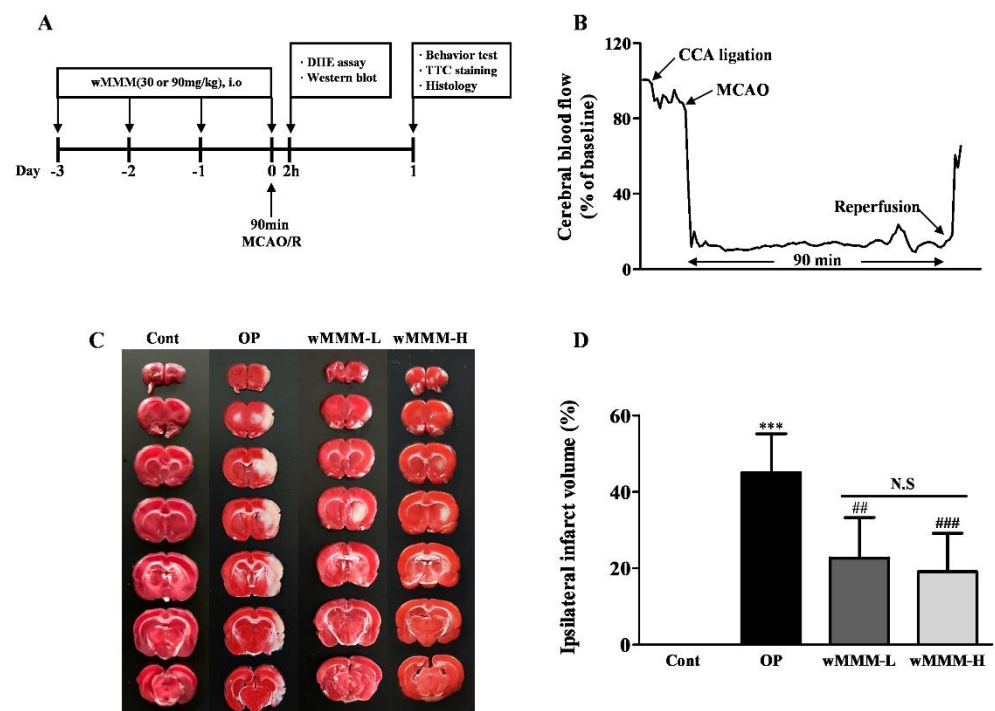 A
wMMM(30 or 90mg/kg), i.o
· DHE assay
· Western blot
· Behavior test
· TTC staining
· Histology
Day -3 -2 -1 0 2h 1
90min
MCAO/R
B
Cerebral blood flow
(% of baseline)
120
80
40
0
CCA ligation
MCAO
Reperfusion
90 min
C
Cont OP wMMM-L wMMM-H
D
Ipsilateral infarct volume (%)
60
40
20
0
***
N.S
##
###
Cont OP wMMM-L wMMM-H